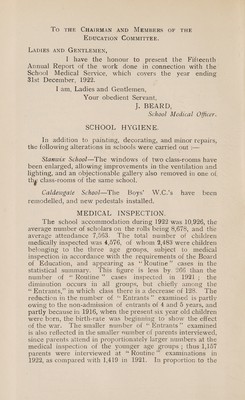 To the Chairman and Members of the
Education Committee.
Ladies and Gentlemen,
I have the honour to present the Fifteenth
Annual Report of the work done in connection with the
School Medical Service, which covers the year ending
31st December, 1922.
I am, Ladies and Gentlemen,
Your obedient Servant,
J. BEARD,
School Medical Officer.
SCHOOL HYGIENE.
In addition to painting, decorating, and minor repairs,
the following alterations in schools were carried out :—
Stanwix School—The windows of two class-rooms have
been enlarged, allowing improvements in the ventilation and
lighting, and an objectionable gallery also removed in one of
the class-rooms of the same school.
Caldewgate School—The Boys' W.C.'s have been
remodelled, and new pedestals installed.
MEDICAL INSPECTION.
The school accommodation during 1922 was 10,926, the
average number of scholars on the rolls being 8,678, and the
average attendance 7,563. The total number of children
medically inspected was 4,576, of whom 2,489 were children
belonging to the three age groups, subject to medical
inspection in accordance with the requirements of the Board
of Education, and appearing as "Routine" cases in the
statistical summary. This figure is less by 266 than the
number of "Routine" cases inspected in 1921 ; the
diminution occurs in all groups, but chiefly among the
"Entrants," in which class there is a decrease of 128. The
reduction in the number of "Entrants" examined is partly
owing to the non-admission of entrants of 4 and 5 years, and
partly because in 1916, when the present six year old children
were born, the birth-rate was beginning to show the effect
of the war. The smaller number of "Entrants" examined
is also reflected in the smaller number of parents interviewed,
since parents attend in proportionately larger numbers at the
medical inspection of the younger age groups ; thus 1,157
parents were interviewed at "Routine" examinations in
1922, as compared with 1,419 in 1921. In proportion to the